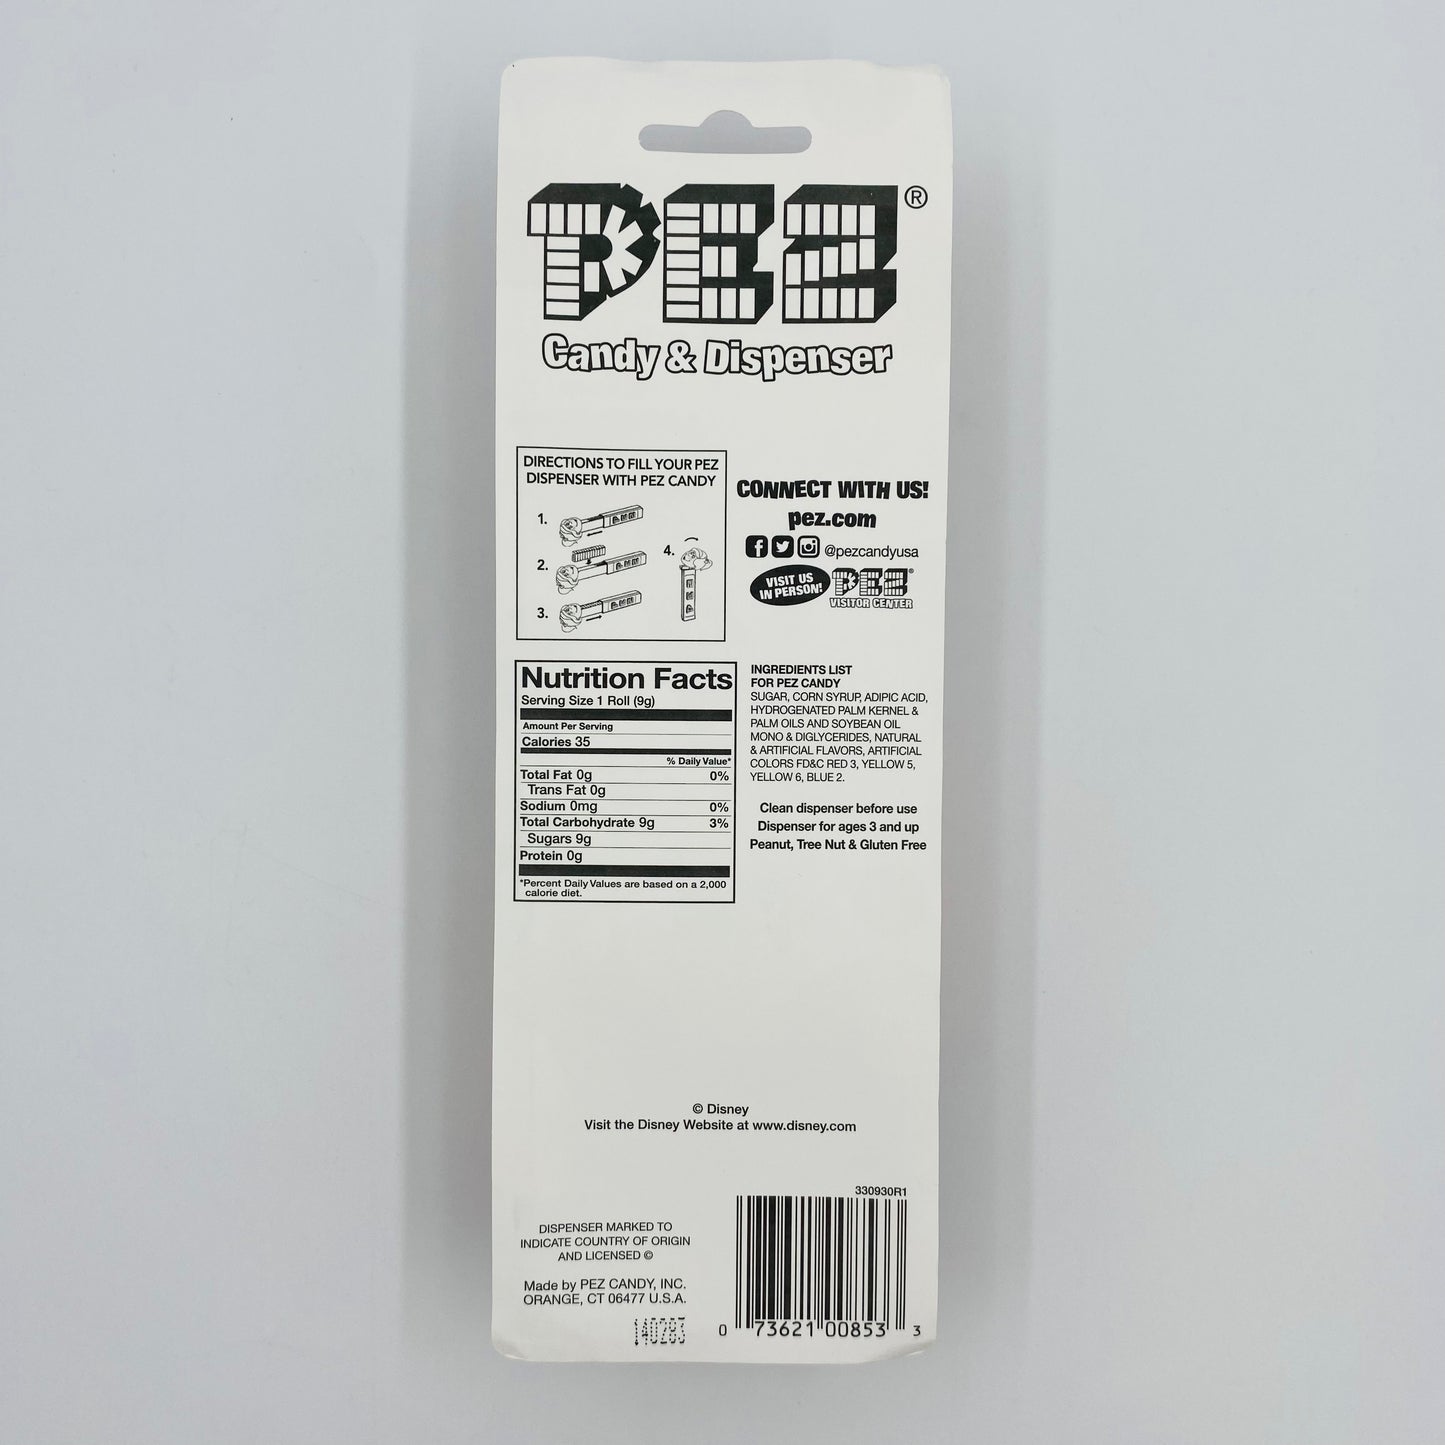 PEZ®
Candy & Dispenser
DIRECTIONS TO FILL YOUR PEZ
DISPENSER WITH PEZ CANDY
1.
2.
3.
4.
CONNECT WITH US!
pez.com
@pezcandyusa
VISIT US
IN PERSON!
PEZ®
VISITOR CENTER
Nutrition Facts
Serving Size 1 Roll (9g)
Amount Per Serving
Calories 35
% Daily Value*
Total Fat 0g 0%
Trans Fat 0g
Sodium 0mg 0%
Total Carbohydrate 9g 3%
Sugars 9g
Protein 0g
*Percent Daily Values are based on a 2,000
calorie diet.
INGREDIENTS LIST
FOR PEZ CANDY
SUGAR, CORN SYRUP, ADIPIC ACID,
HYDROGENATED PALM KERNEL &
PALM OILS AND SOYBEAN OIL
MONO & DIGLYCERIDES, NATURAL
& ARTIFICIAL FLAVORS, ARTIFICIAL
COLORS FD&C RED 3, YELLOW 5,
YELLOW 6, BLUE 2.
Clean dispenser before use
Dispenser for ages 3 and up
Peanut, Tree Nut & Gluten Free
© Disney
Visit the Disney Website at www.disney.com
DISPENSER MARKED TO
INDICATE COUNTRY OF ORIGIN
AND LICENSED ©
Made by PEZ CANDY, INC.
ORANGE, CT 06477 U.S.A.
330930R1
0 73621 00853 3